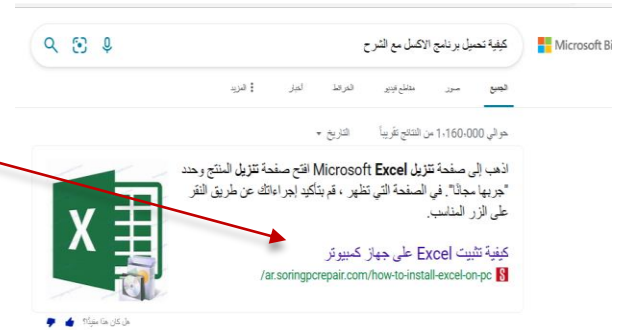 Microsoft Bi
كيفية تحميل برنامج الاكسل مع الشرح
الجميع صور مقاطع فيديو الخرائط أخبار المزيد
حوالي 1،160،000 من النتائج تقريباً التاريخ
اذهب إلى صفحة تنزيل Microsoft Excel افتح صفحة تنزيل المنتج وحدد
"جربها مجانًا". في الصفحة التي تظهر ، قم بتأكيد إجراءاتك عن طريق النقر
على الزر المناسب.
كيفية تثبيت Excel على جهاز كمبيوتر
ar.soringpcrepair.com/how-to-install-excel-on-pc/
هل كان هذا مفيدًا؟